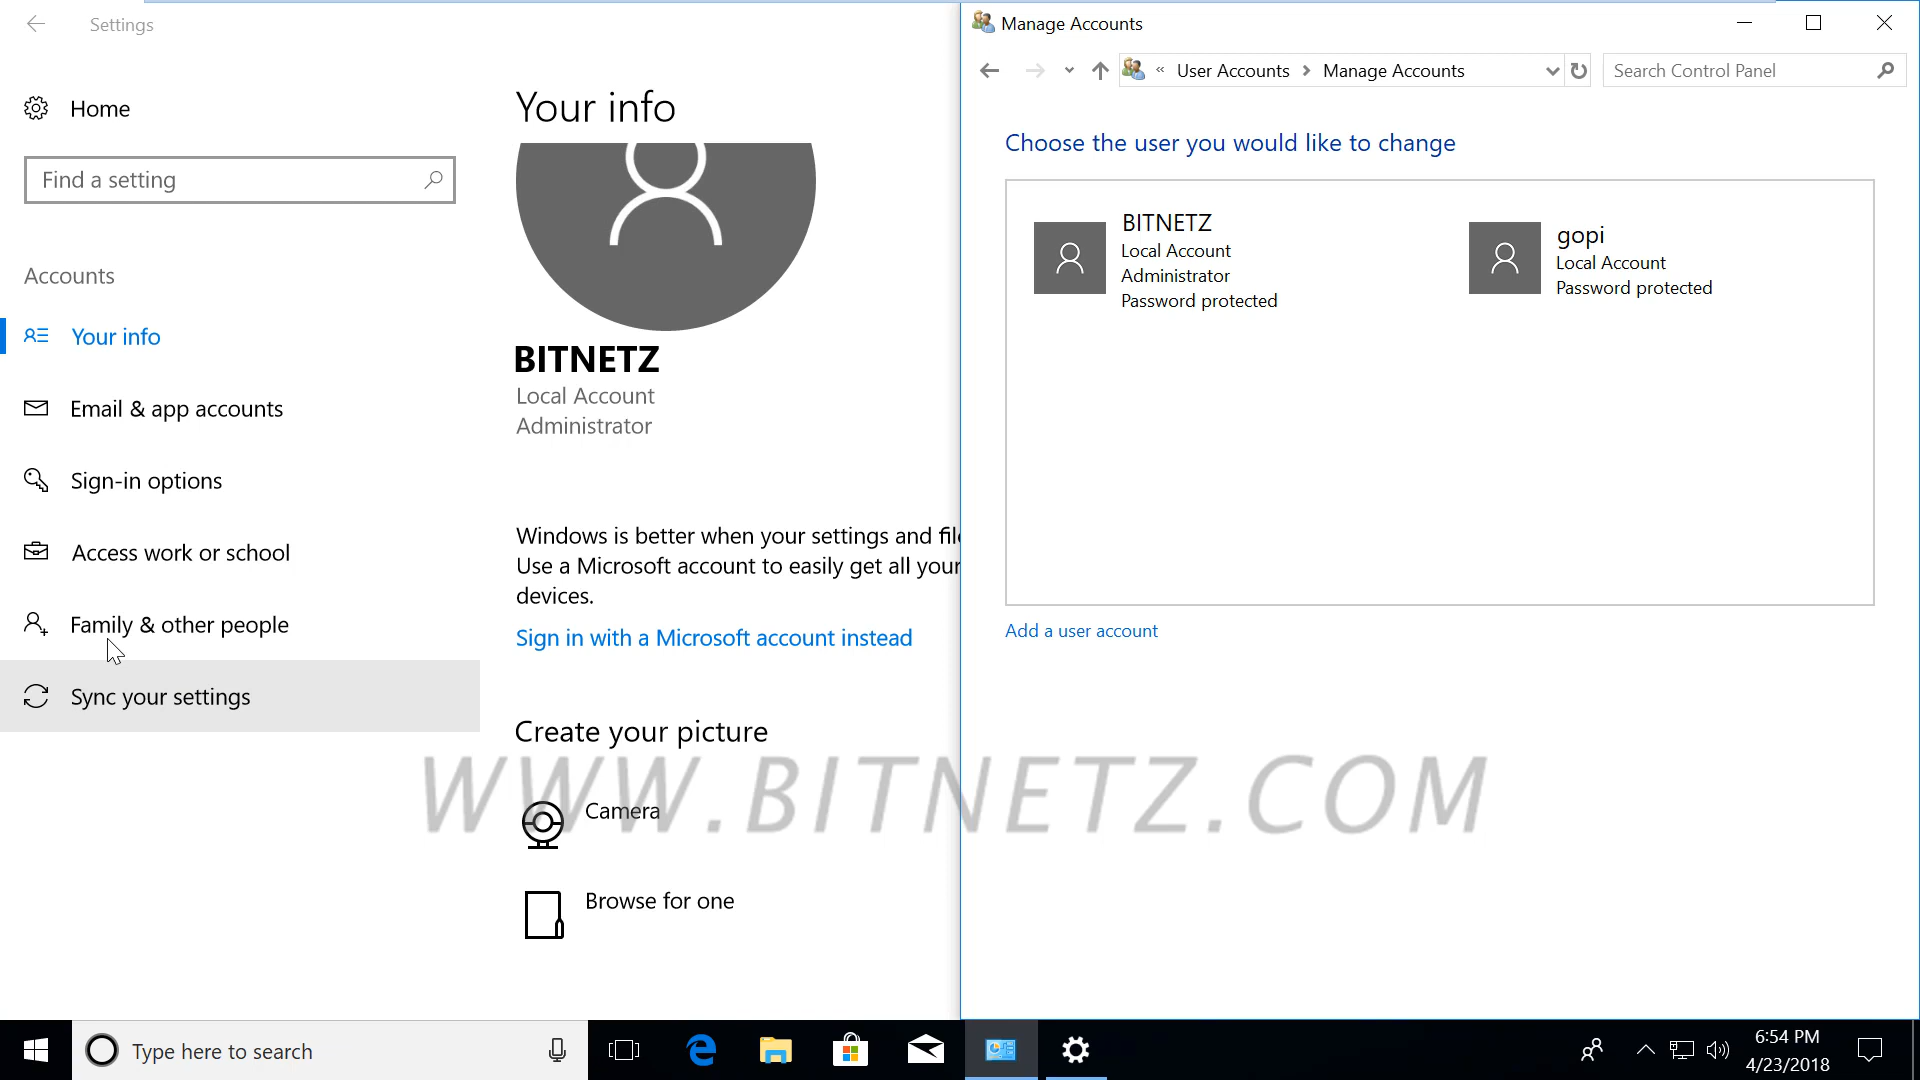 Settings
Home
Find a setting
Accounts
Your info
Email & app accounts
Sign-in options
Access work or school
Family & other people
Sync your settings
Your info
BITNETZ
Local Account
Administrator
Windows is better when your settings and file
Use a Microsoft account to easily get all your
devices.
Sign in with a Microsoft account instead
Create your picture
Camera
Browse for one
Manage Accounts
« User Accounts > Manage Accounts
Search Control Panel
Choose the user you would like to change
BITNETZ
Local Account
Administrator
Password protected
gopi
Local Account
Password protected
Add a user account
WWW.BITNETZ.COM
Type here to search
6:54 PM
4/23/2018